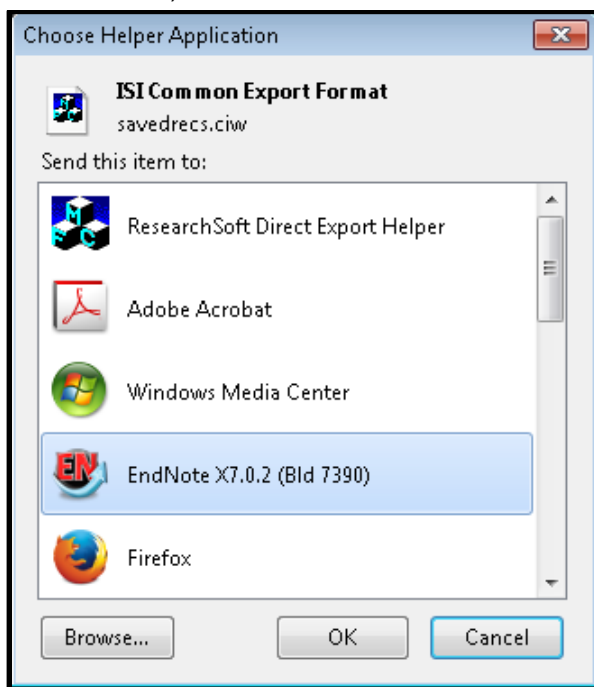 Choose Helper Application
ISI Common Export Format
savedrecs.ciw
Send this item to:
M
F C
ResearchSoft Direct Export Helper
Adobe Acrobat
Windows Media Center
EN
EndNote X7.0.2 (Bld 7390)
Firefox
Browse...
OK
Cancel